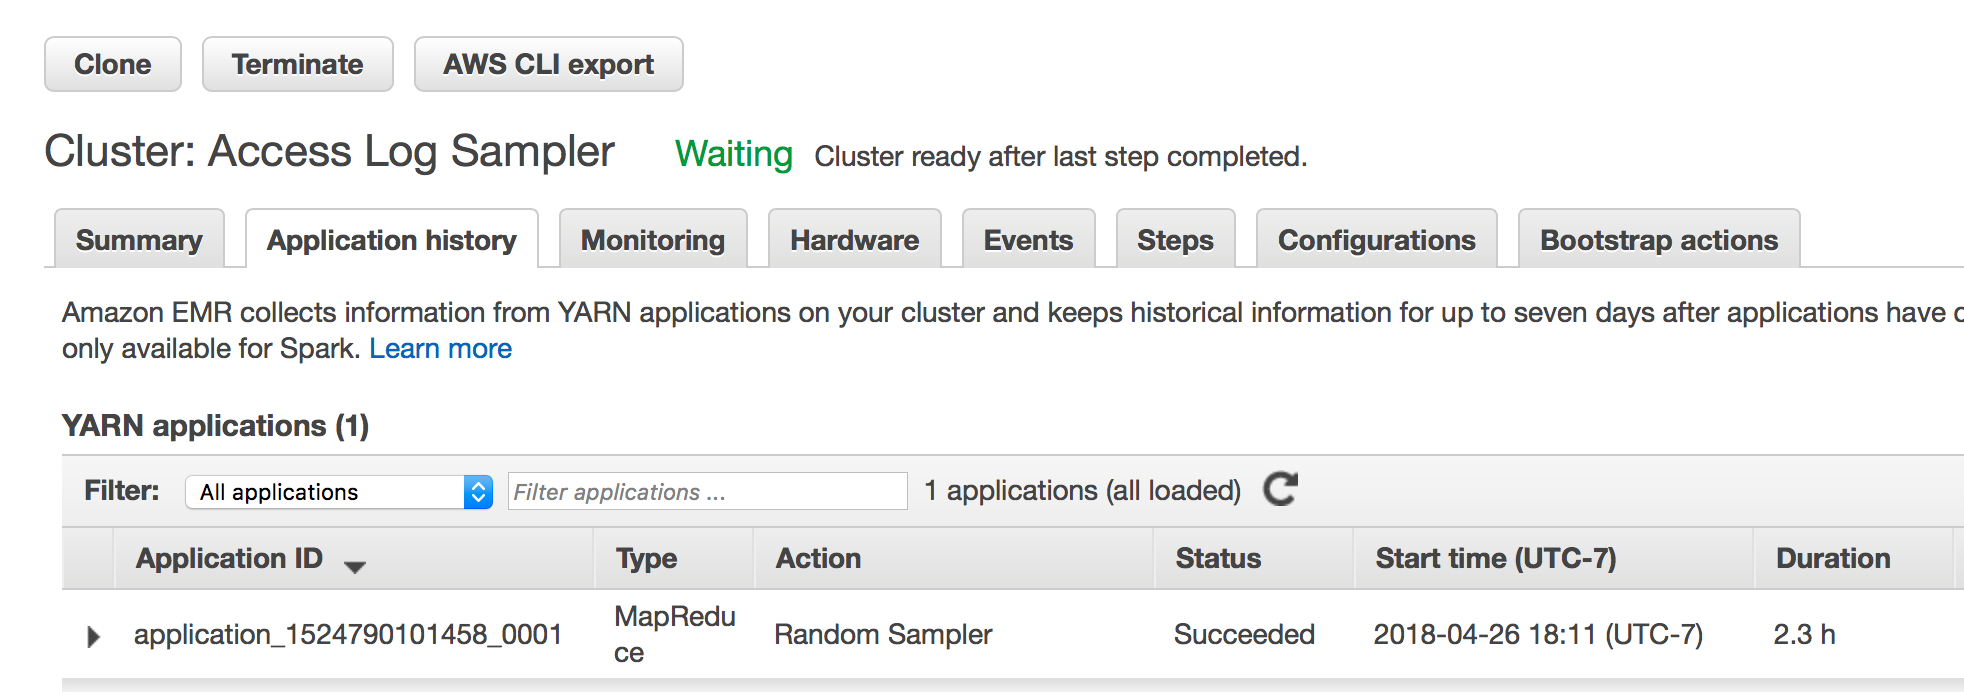 Clone Terminate AWS CLI export
Cluster: Access Log Sampler Waiting Cluster ready after last step completed.
Summary Application history Monitoring Hardware Events Steps Configurations Bootstrap actions
Amazon EMR collects information from YARN applications on your cluster and keeps historical information for up to seven days after applications have
only available for Spark. Learn more
YARN applications (1)
Filter: All applications Filter applications ... 1 applications (all loaded)
Application ID Type Action Status Start time (UTC-7) Duration
application_1524790101458_0001 MapRedu Random Sampler Succeeded 2018-04-26 18:11 (UTC-7) 2.3 h
ce